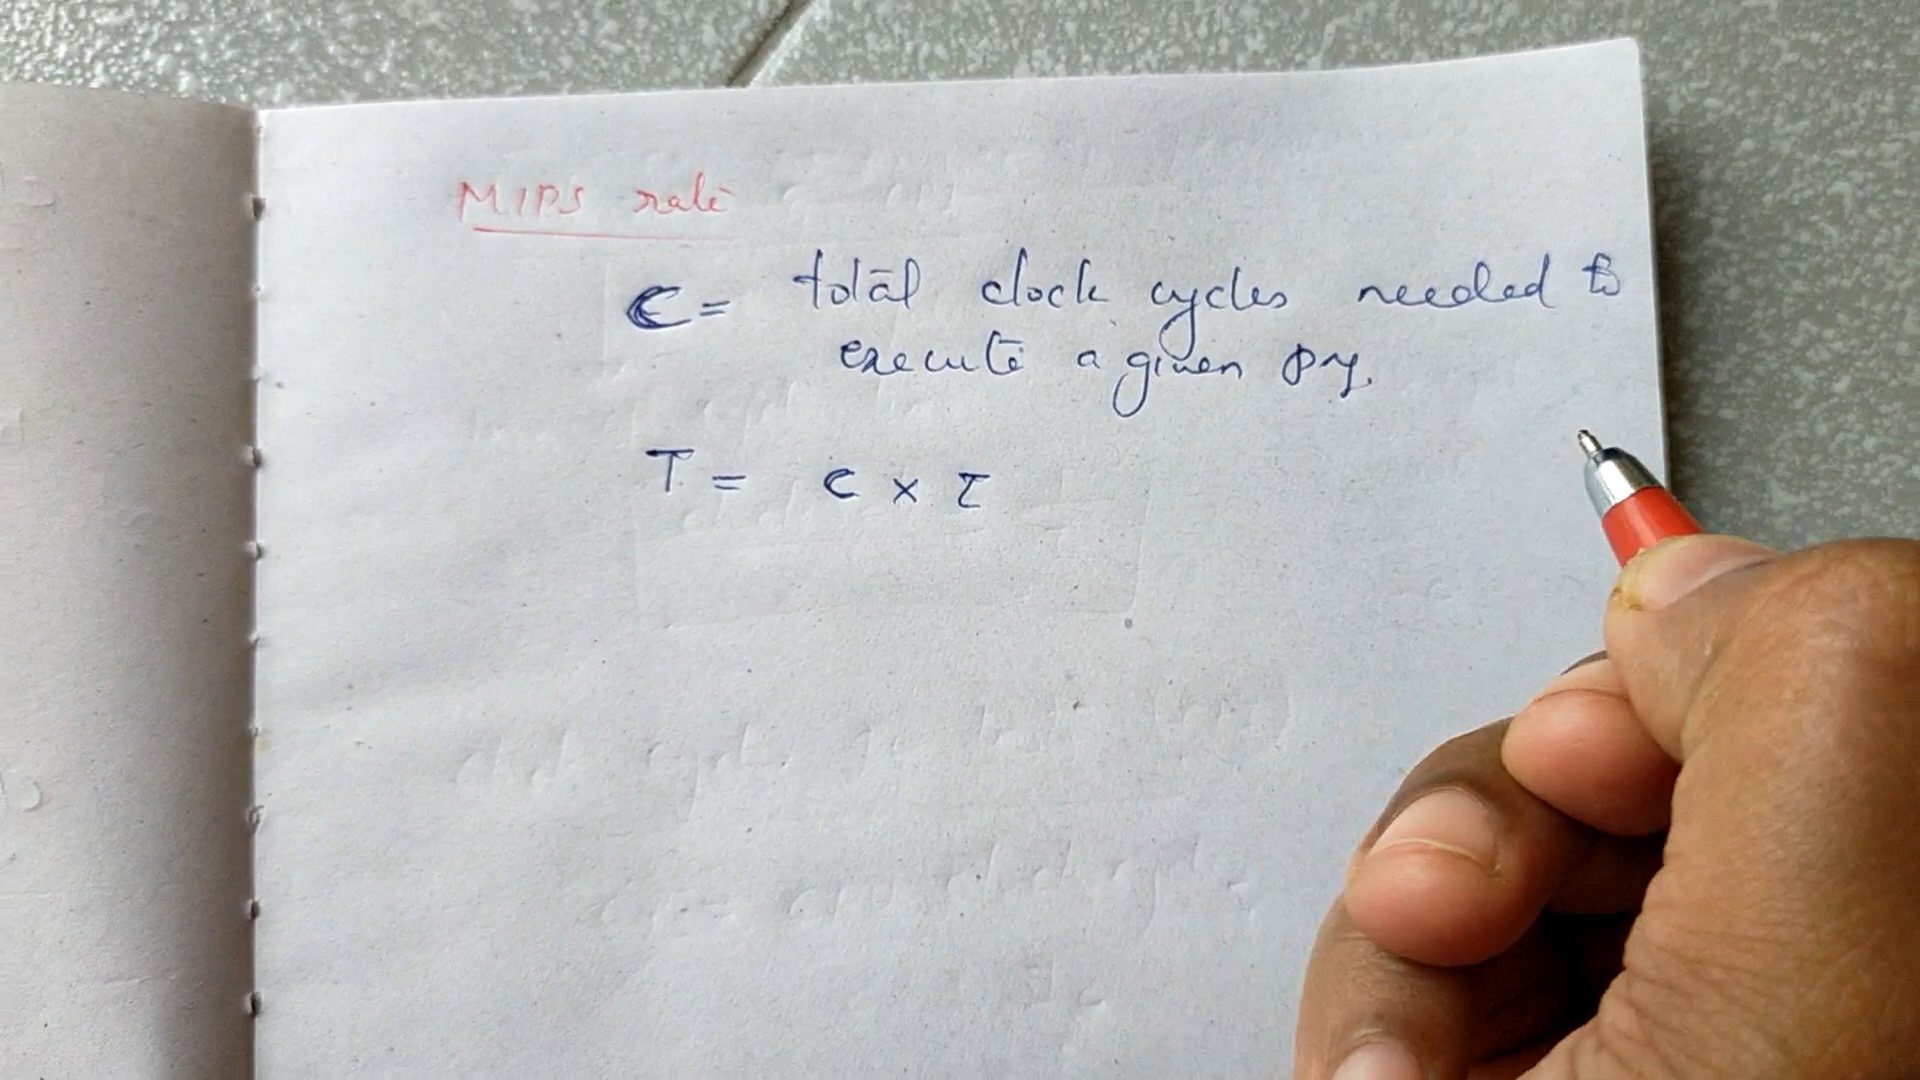 MIPS rate
C = total clock cycles needed to
execute a given pg.
T = C × τ